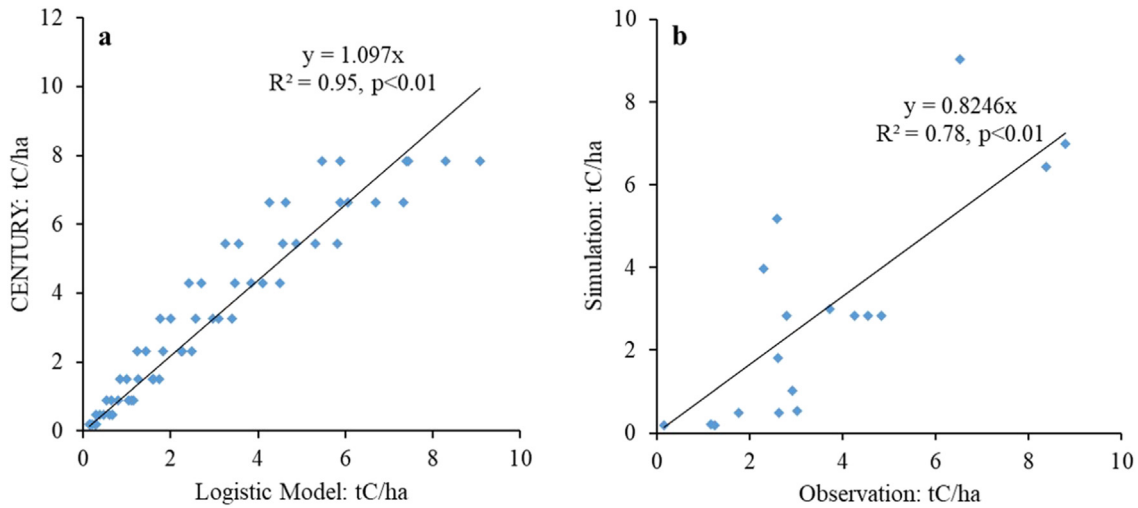 a
y = 1.097x
R² = 0.95, p<0.01
12
10
8
6
4
2
0
CENTURY: tC/ha
0 2 4 6 8 10
Logistic Model: tC/ha
b
y = 0.8246x
R² = 0.78, p<0.01
10
8
6
4
2
0
Simulation: tC/ha
0 2 4 6 8 10
Observation: tC/ha